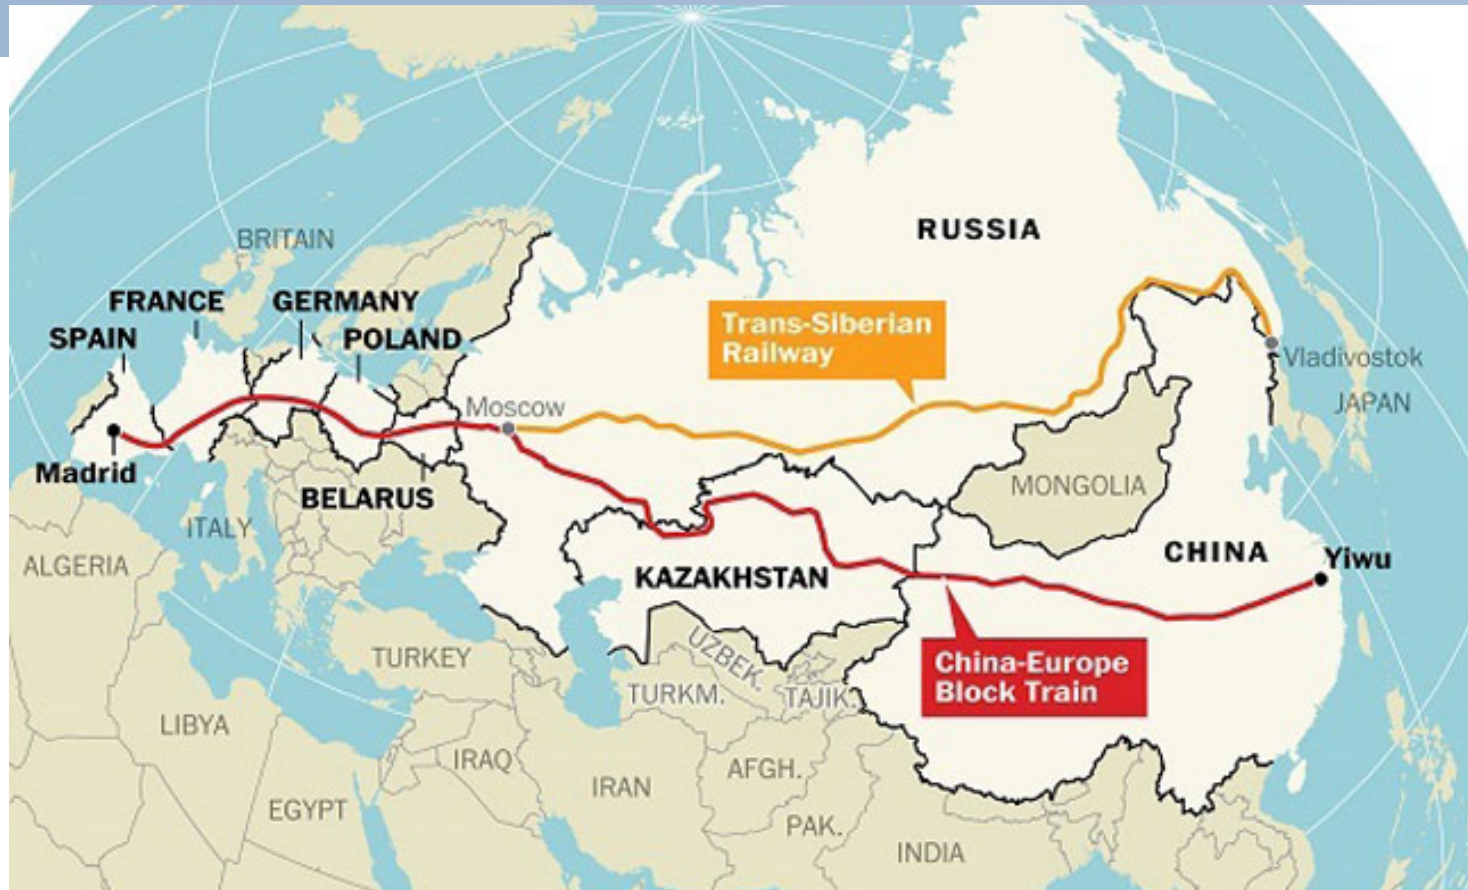 BRITAIN
RUSSIA
FRANCE
GERMANY
SPAIN
POLAND
Trans-Siberian
Railway
Vladivostok
JAPAN
Moscow
Madrid
MONGOLIA
BELARUS
ITALY
CHINA
Yiwu
ALGERIA
KAZAKHSTAN
UZBEK.
TURKEY
China-Europe
Block Train
TURKM.
TAJIK.
LIBYA
IRAQ
AFGH.
IRAN
EGYPT
PAK.
INDIA